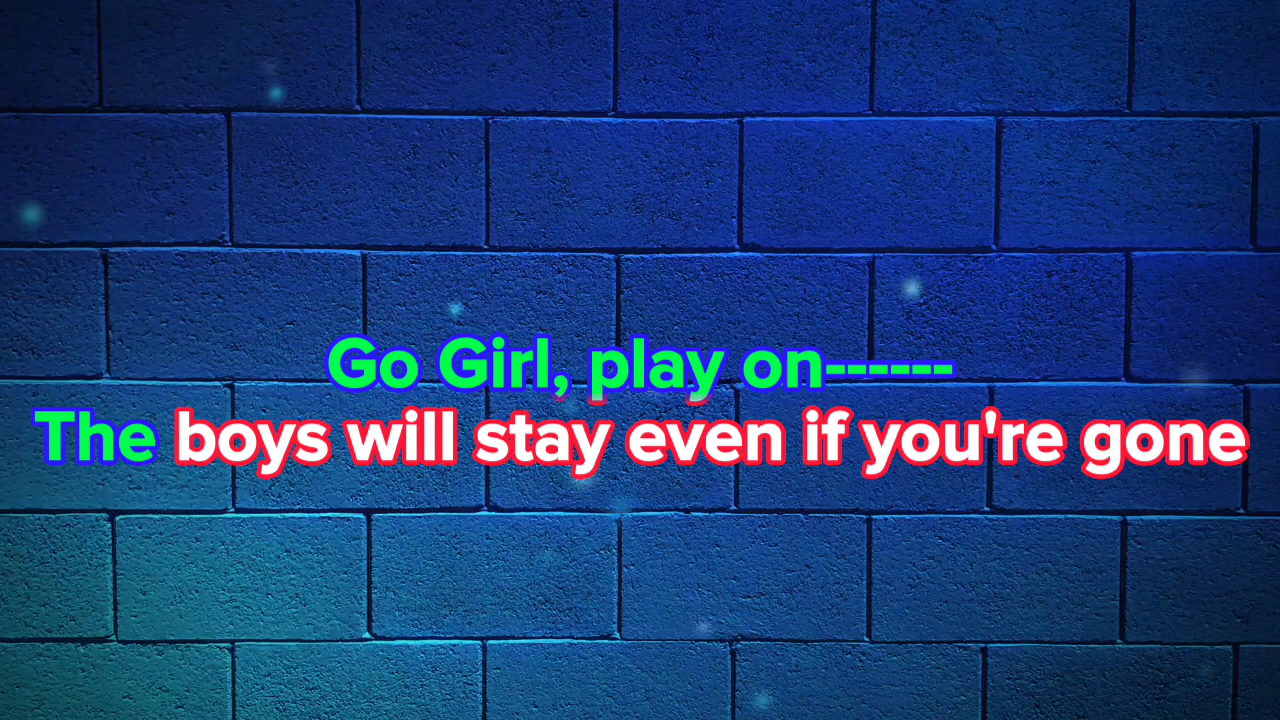 Go Girl, play on------
The boys will stay even if you're gone